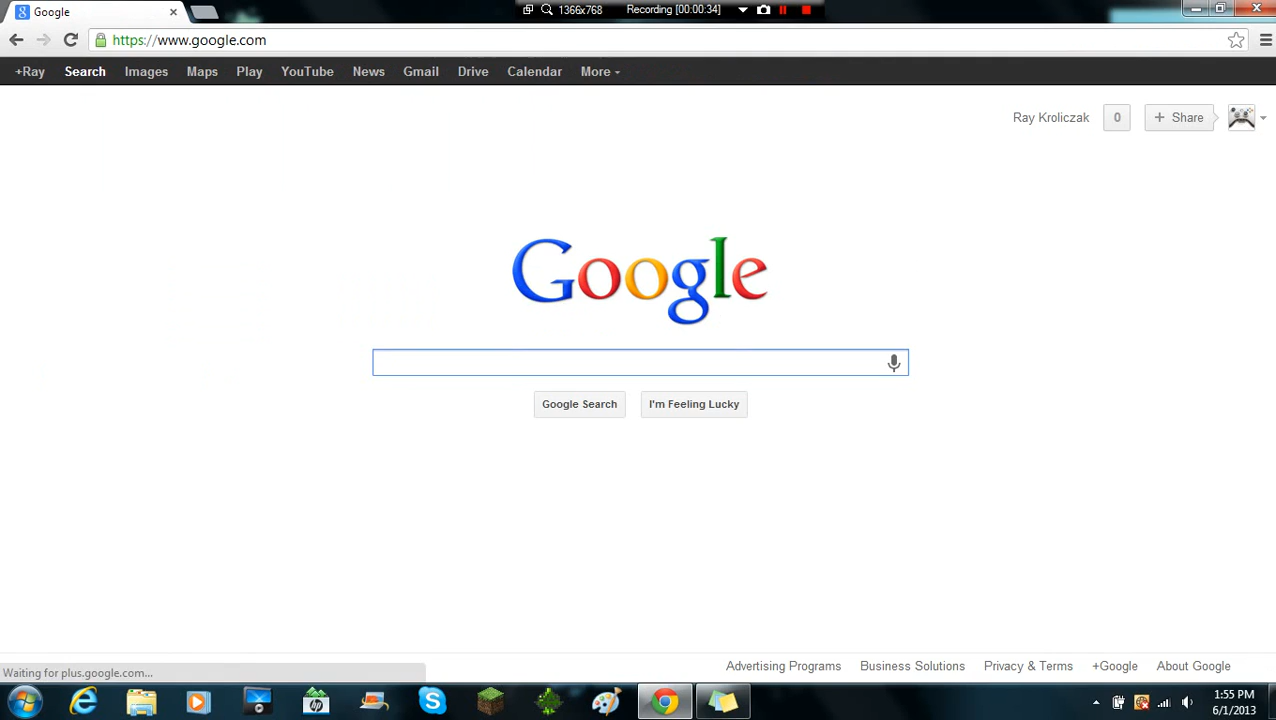 1366x768 Recording [00:00:34]
Google
https://www.google.com
+Ray Search Images Maps Play YouTube News Gmail Drive Calendar More
Ray Kroliczak 0 + Share
Google
Google Search I'm Feeling Lucky
Waiting for plus.google.com...
Advertising Programs Business Solutions Privacy & Terms +Google About Google
1:55 PM
6/1/2013